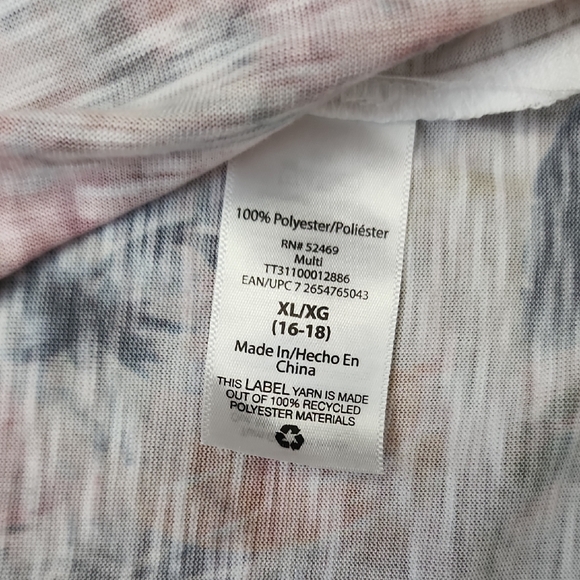 100% Polyester/Poliéster
RN# 52469
Multi
TT31100012886
EAN/UPC 7 2654765043
XL/XG
(16-18)
Made In/Hecho En
China
THIS LABEL YARN IS MADE
OUT OF 100% RECYCLED
POLYESTER MATERIALS